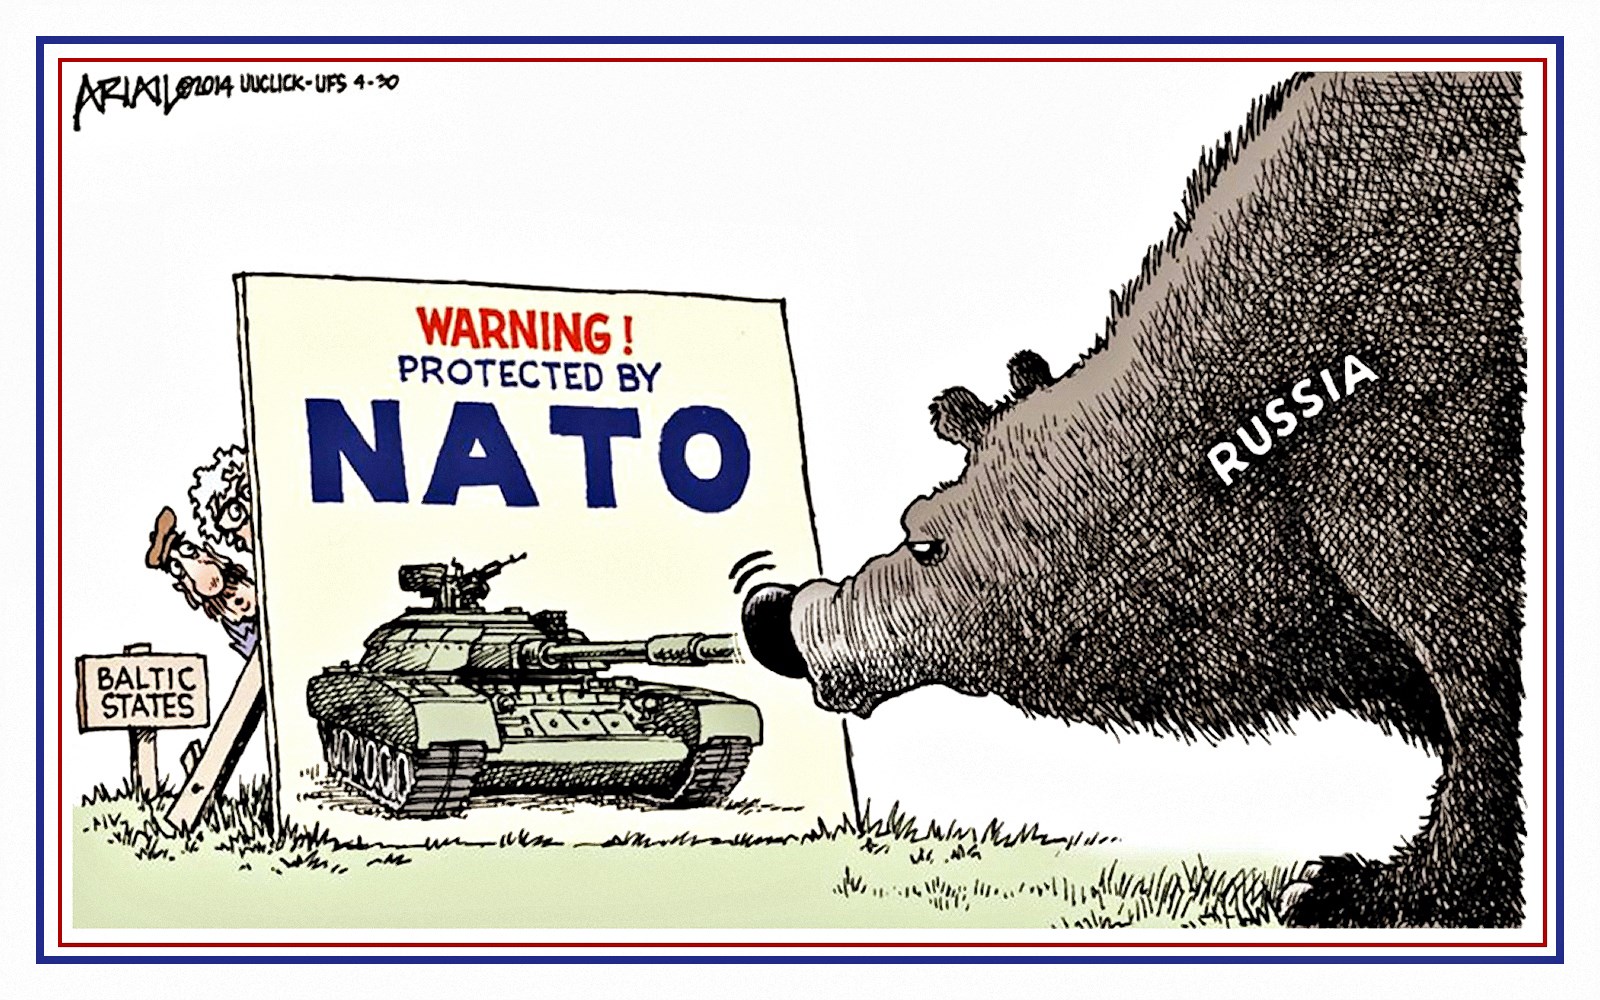 ARIAIL ©2014 UUCLICK-UFS 4-30
WARNING!
PROTECTED BY
NATO
RUSSIA
BALTIC
STATES